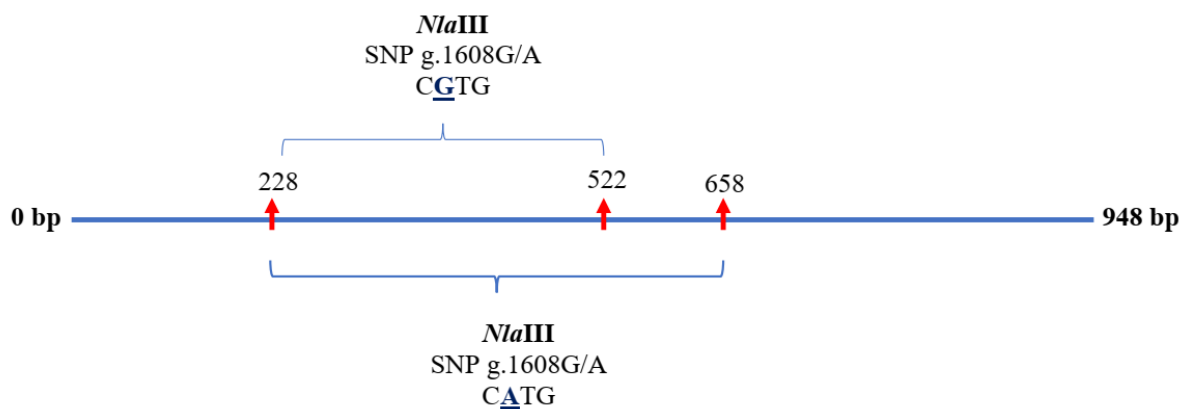 NlaIII
SNP g.1608G/A
CGTG
228
522
658
0 bp
948 bp
NlaIII
SNP g.1608G/A
CATG